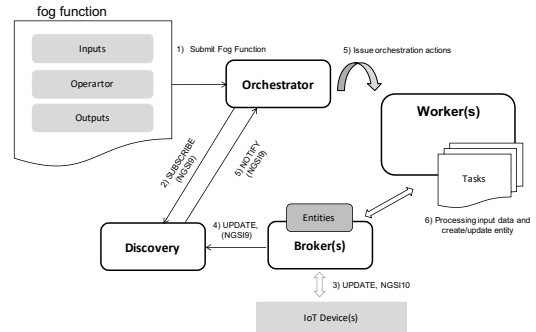 fog function
Inputs
Operartor
Outputs
1) Submit Fog Function
Orchestrator
5) Issue orchestration actions
Worker(s)
Tasks
2) SUBSCRIBE
(NGSI9)
5) NOTIFY
(NGSI9)
6) Processing input data and
create/update entity
Discovery
4) UPDATE,
(NGSI9)
Entities
Broker(s)
3) UPDATE, NGSI10
IoT Device(s)